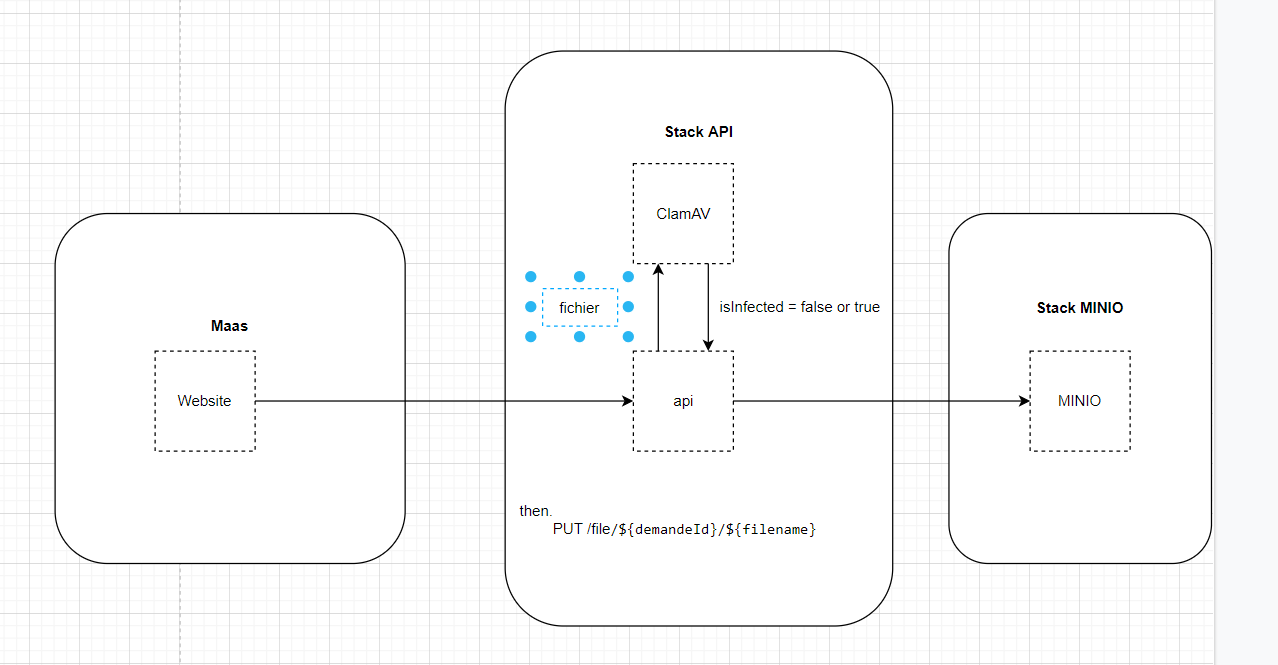 Maas
Website
Stack API
ClamAV
fichier
isInfected = false or true
api
then.
PUT /file/${demandeId}/${filename}
Stack MINIO
MINIO